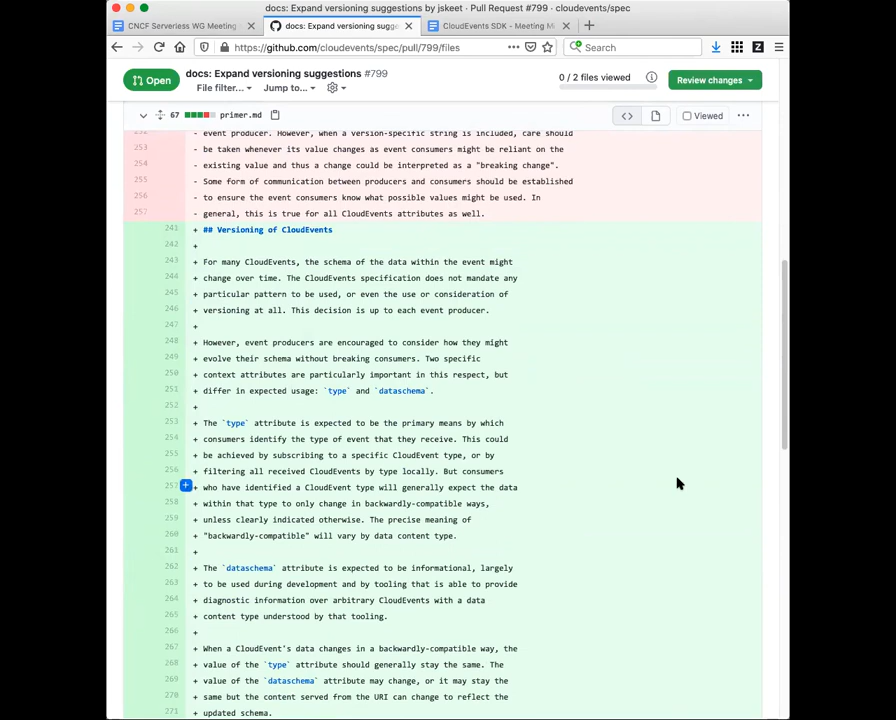 docs: Expand versioning suggestions by jskeet · Pull Request #799 · cloudevents/spec
CNCF Serverless WG Meeting
docs: Expand versioning sugge
CloudEvents SDK - Meeting M
https://github.com/cloudevents/spec/pull/799/files
Search
Open
docs: Expand versioning suggestions #799
File filter...
Jump to...
0 / 2 files viewed
Review changes
67
primer.md
Viewed
252 - event producer. However, when a version-specific string is included, care should
253 - be taken whenever its value changes as event consumers might be reliant on the
254 - existing value and thus a change could be interpreted as a "breaking change".
255 - Some form of communication between producers and consumers should be established
256 - to ensure the event consumers know what possible values might be used. In
257 - general, this is true for all CloudEvents attributes as well.
241 + ## Versioning of CloudEvents
242 +
243 + For many CloudEvents, the schema of the data within the event might
244 + change over time. The CloudEvents specification does not mandate any
245 + particular pattern to be used, or even the use or consideration of
246 + versioning at all. This decision is up to each event producer.
247 +
248 + However, event producers are encouraged to consider how they might
249 + evolve their schema without breaking consumers. Two specific
250 + context attributes are particularly important in this respect, but
251 + differ in expected usage: `type` and `dataschema`.
252 +
253 + The `type` attribute is expected to be the primary means by which
254 + consumers identify the type of event that they receive. This could
255 + be achieved by subscribing to a specific CloudEvent type, or by
256 + filtering all received CloudEvents by type locally. But consumers
257 + who have identified a CloudEvent type will generally expect the data
258 + within that type to only change in backwardly-compatible ways,
259 + unless clearly indicated otherwise. The precise meaning of
260 + "backwardly-compatible" will vary by data content type.
261 +
262 + The `dataschema` attribute is expected to be informational, largely
263 + to be used during development and by tooling that is able to provide
264 + diagnostic information over arbitrary CloudEvents with a data
265 + content type understood by that tooling.
266 +
267 + When a CloudEvent's data changes in a backwardly-compatible way, the
268 + value of the `type` attribute should generally stay the same. The
269 + value of the `dataschema` attribute may change, or it may stay the
270 + same but the content served from the URI can change to reflect the
271 + updated schema.